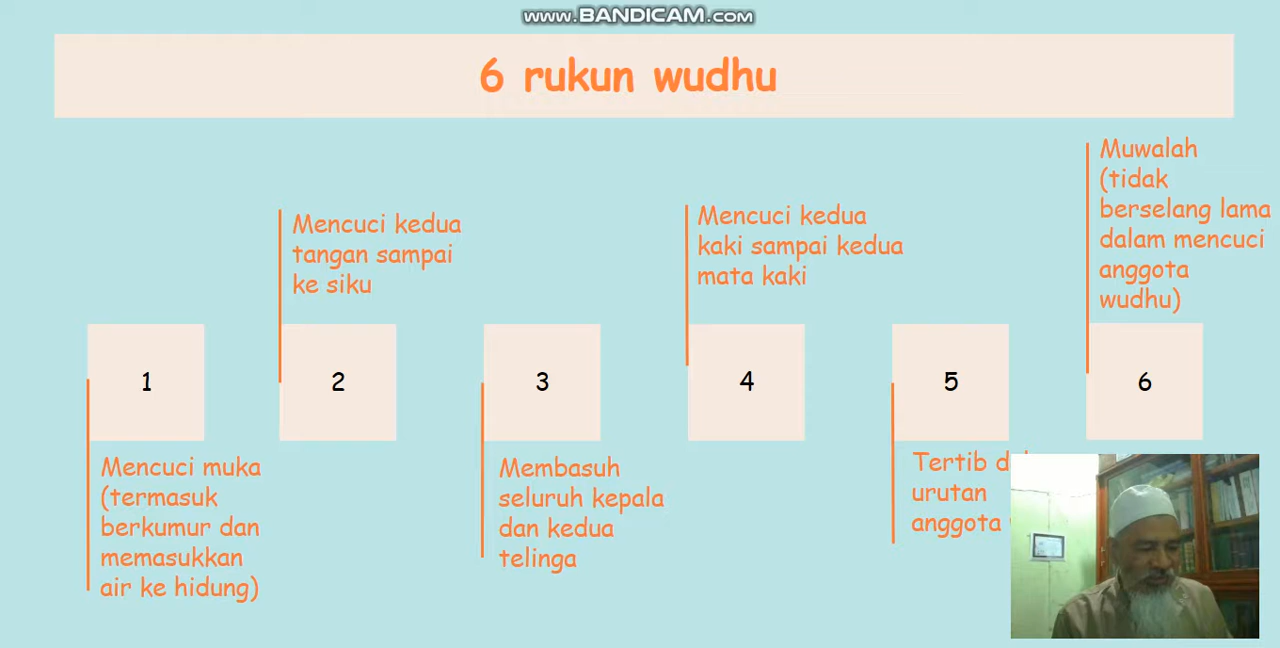 www.BANDICAM.com
6 rukun wudhu
1
Mencuci muka
(termasuk
berkumur dan
memasukkan
air ke hidung)
Mencuci kedua
tangan sampai
ke siku
2
3
Membasuh
seluruh kepala
dan kedua
telinga
Mencuci kedua
kaki sampai kedua
mata kaki
4
5
Tertib
urutan
anggota
Muwalah
(tidak
berselang lama
dalam mencuci
anggota
wudhu)
6